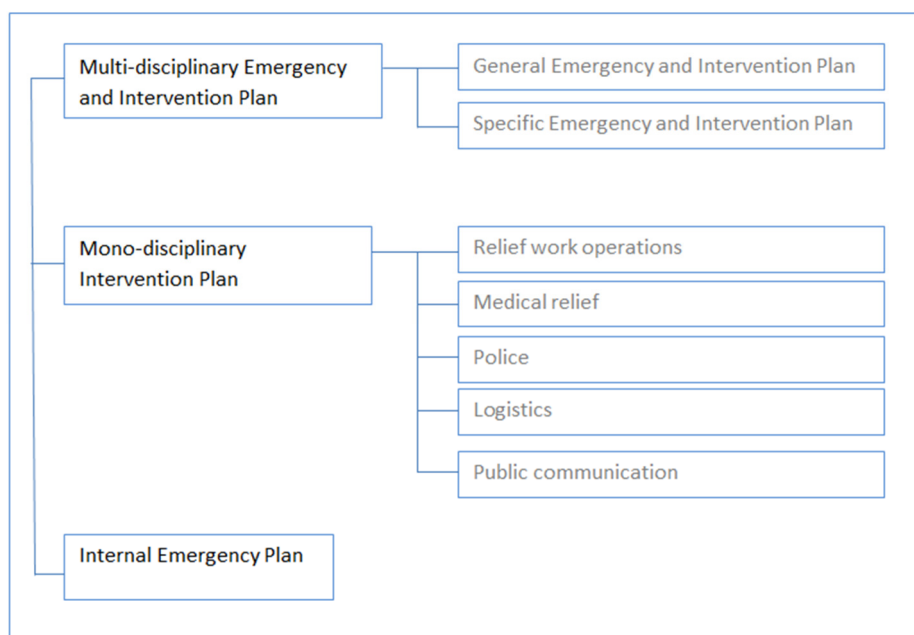 Multi-disciplinary Emergency
and Intervention Plan
General Emergency and Intervention Plan
Specific Emergency and Intervention Plan
Mono-disciplinary
Intervention Plan
Relief work operations
Medical relief
Police
Logistics
Public communication
Internal Emergency Plan